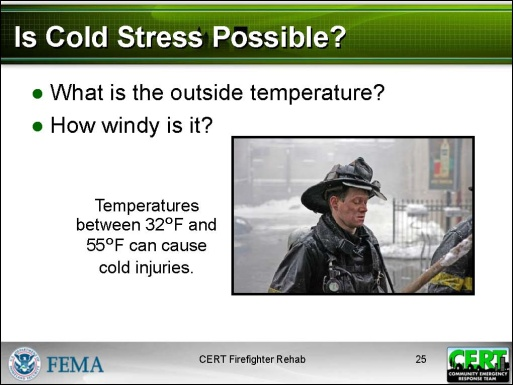 Is Cold Stress Possible?
● What is the outside temperature?
● How windy is it?
Temperatures
between 32ºF and
55ºF can cause
cold injuries.
FEMA
CERT Firefighter Rehab
25
CERT
COMMUNITY EMERGENCY
RESPONSE TEAM